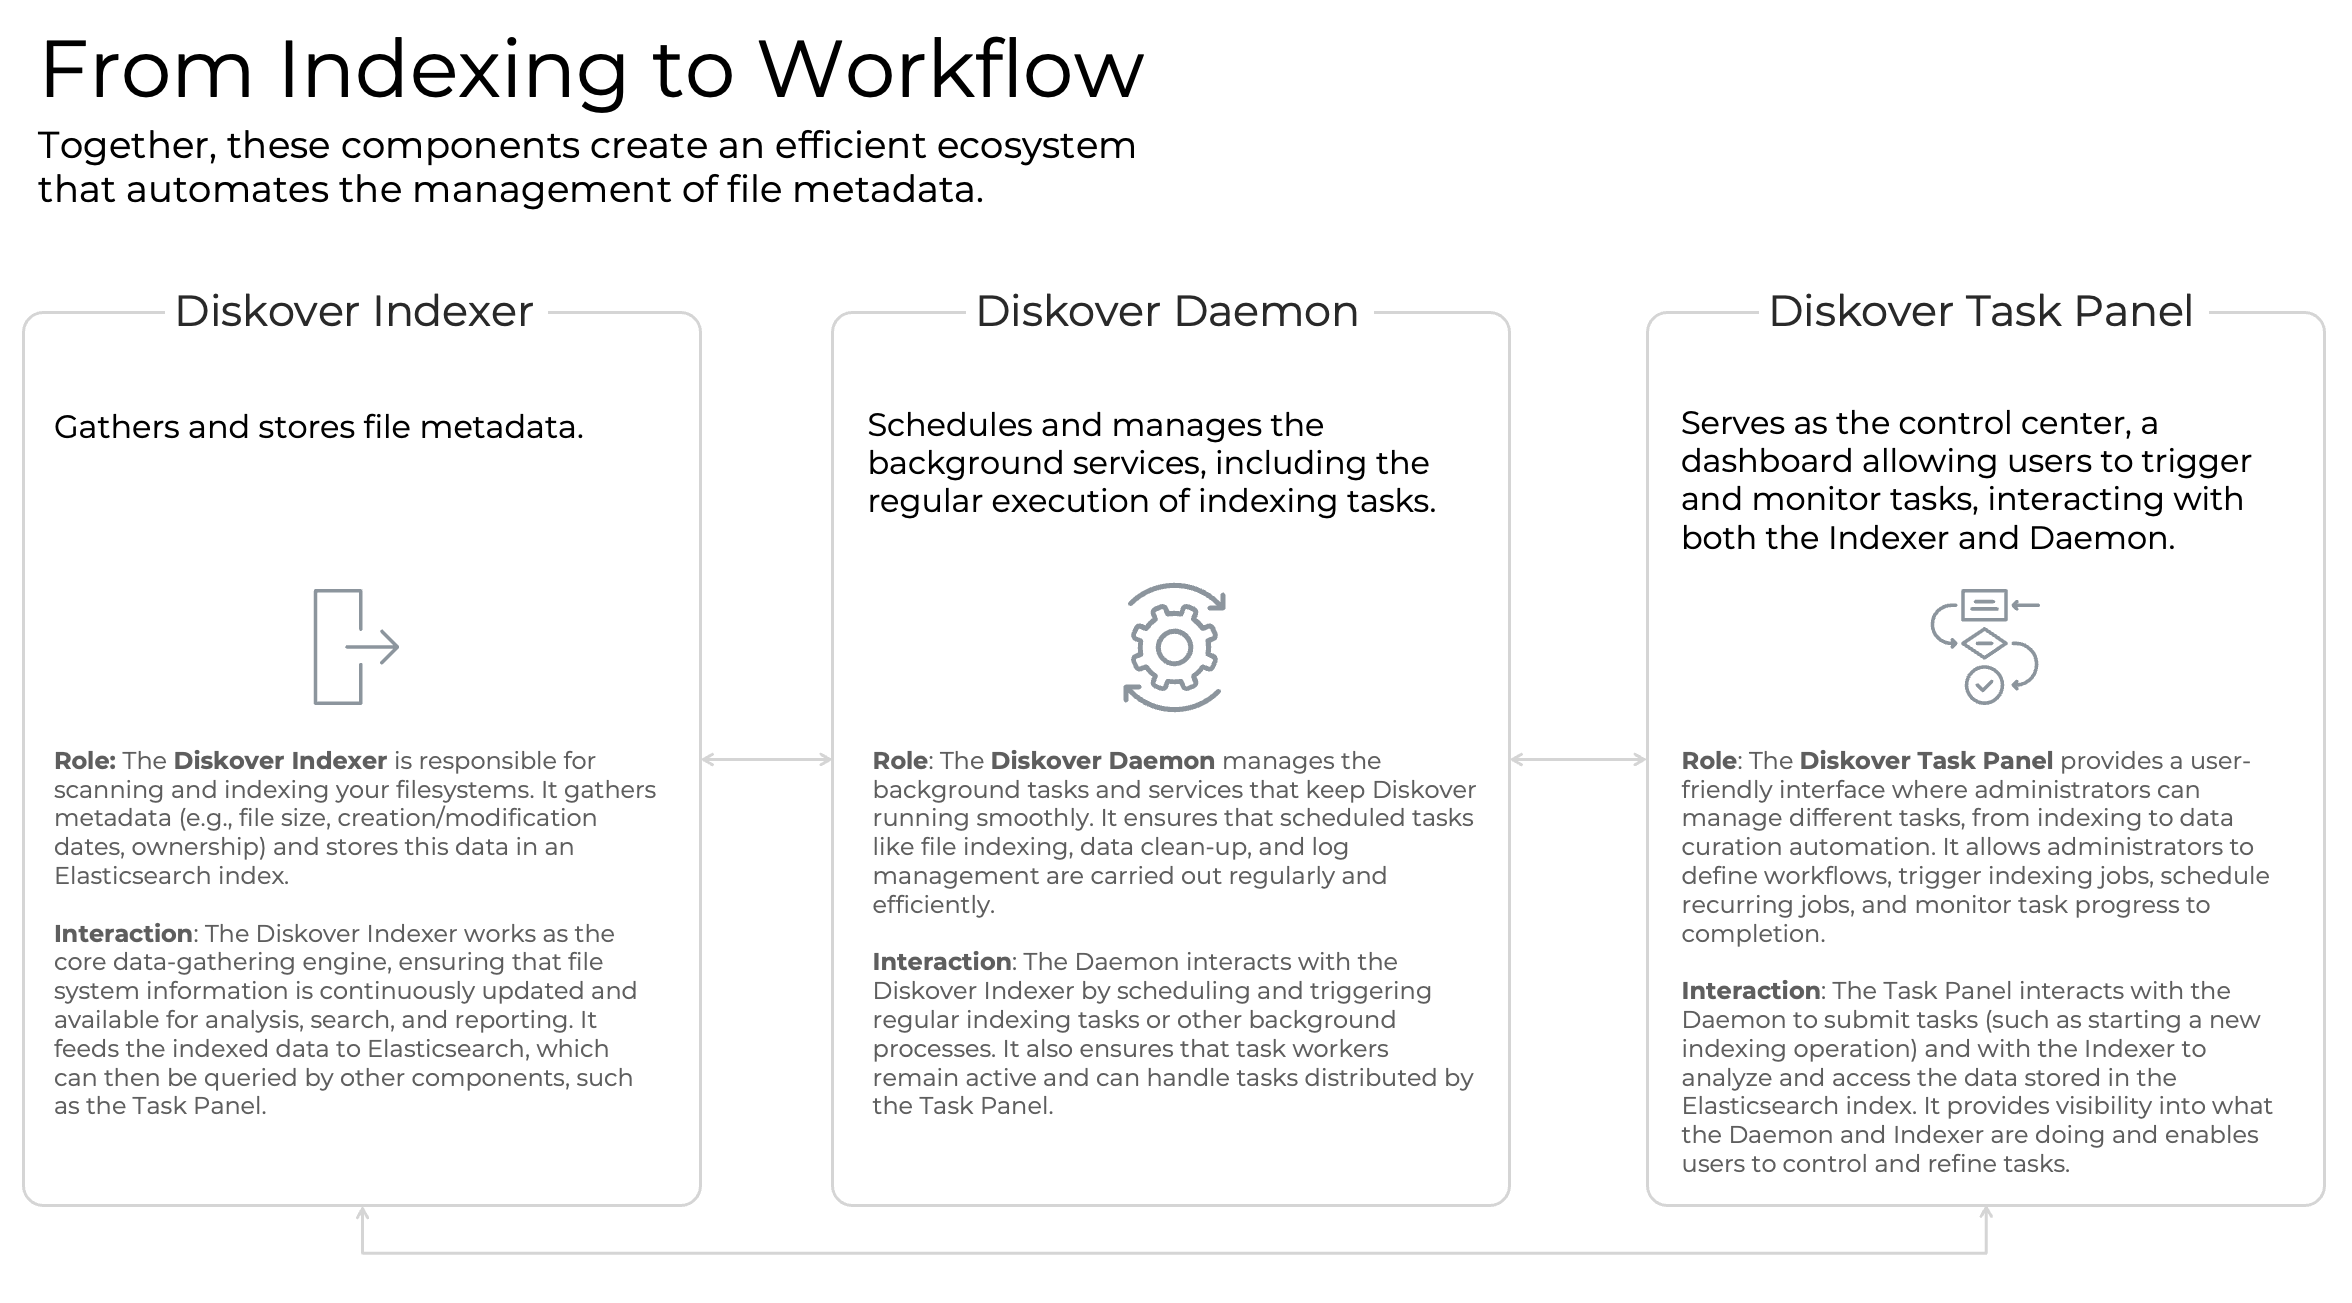 From Indexing to Workflow
Together, these components create an efficient ecosystem
that automates the management of file metadata.
Diskover Indexer
Gathers and stores file metadata.
Role: The Diskover Indexer is responsible for
scanning and indexing your filesystems. It gathers
metadata (e.g., file size, creation/modification
dates, ownership) and stores this data in an
Elasticsearch index.
Interaction: The Diskover Indexer works as the
core data-gathering engine, ensuring that file
system information is continuously updated and
available for analysis, search, and reporting. It
feeds the indexed data to Elasticsearch, which
can then be queried by other components, such
as the Task Panel.
Diskover Daemon
Schedules and manages the
background services, including the
regular execution of indexing tasks.
Role: The Diskover Daemon manages the
background tasks and services that keep Diskover
running smoothly. It ensures that scheduled tasks
like file indexing, data clean-up, and log
management are carried out regularly and
efficiently.
Interaction: The Daemon interacts with the
Diskover Indexer by scheduling and triggering
regular indexing tasks or other background
processes. It also ensures that task workers
remain active and can handle tasks distributed by
the Task Panel.
Diskover Task Panel
Serves as the control center, a
dashboard allowing users to trigger
and monitor tasks, interacting with
both the Indexer and Daemon.
Role: The Diskover Task Panel provides a user-
friendly interface where administrators can
manage different tasks, from indexing to data
curation automation. It allows administrators to
define workflows, trigger indexing jobs, schedule
recurring jobs, and monitor task progress to
completion.
Interaction: The Task Panel interacts with the
Daemon to submit tasks (such as starting a new
indexing operation) and with the Indexer to
analyze and access the data stored in the
Elasticsearch index. It provides visibility into what
the Daemon and Indexer are doing and enables
users to control and refine tasks.